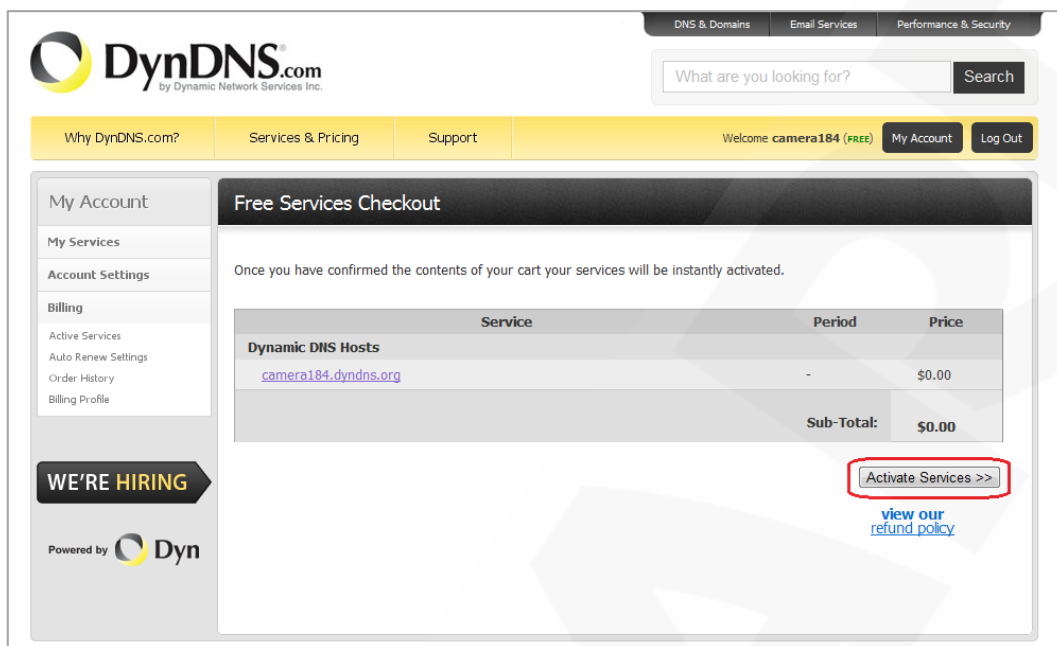 DNS & Domains Email Services Performance & Security
DynDNS.com
by Dynamic Network Services Inc.
What are you looking for? Search
Why DynDNS.com? Services & Pricing Support Welcome camera184 (FREE) My Account Log Out
My Account
My Services
Account Settings
Billing
Active Services
Auto Renew Settings
Order History
Billing Profile
WE'RE HIRING
Powered by Dyn
Free Services Checkout
Once you have confirmed the contents of your cart your services will be instantly activated.
Service Period Price
Dynamic DNS Hosts
camera184.dyndns.org - $0.00
Sub-Total: $0.00
Activate Services >>
view our
refund policy